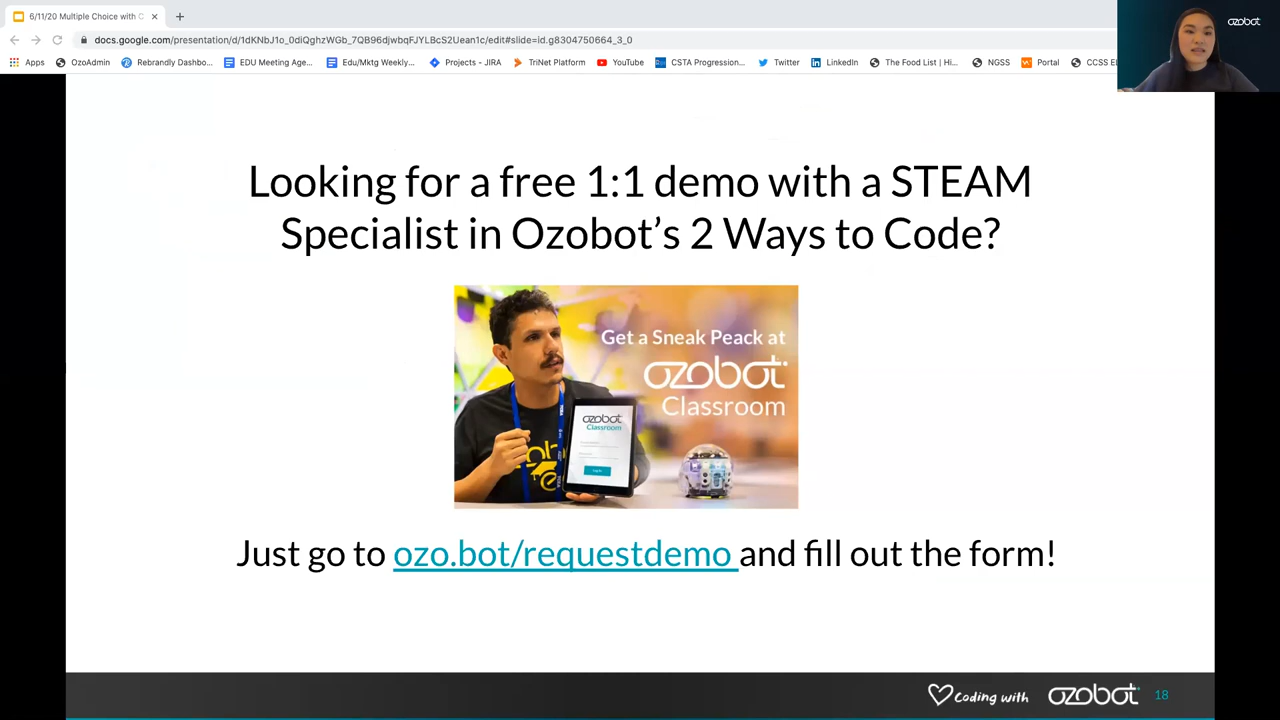 6/11/20 Multiple Choice with C
docs.google.com/presentation/d/1dKNbJ1o_0diQghzWGb_7QB96djwbqFJYLBcS2Uean1c/edit#slide=id.g8304750664_3_0
Apps OzoAdmin Rebrandly Dashbo... EDU Meeting Age... Edu/Mktg Weekly... Projects - JIRA TriNet Platform YouTube CSTA Progression... Twitter LinkedIn The Food List | Hi... NGSS Portal CCSS EL
ozobot
Looking for a free 1:1 demo with a STEAM
Specialist in Ozobot’s 2 Ways to Code?
Get a Sneak Peack at
ozobot
Classroom
ozobot
Classroom
Log In
Just go to ozo.bot/requestdemo and fill out the form!
Coding with ozobot 18